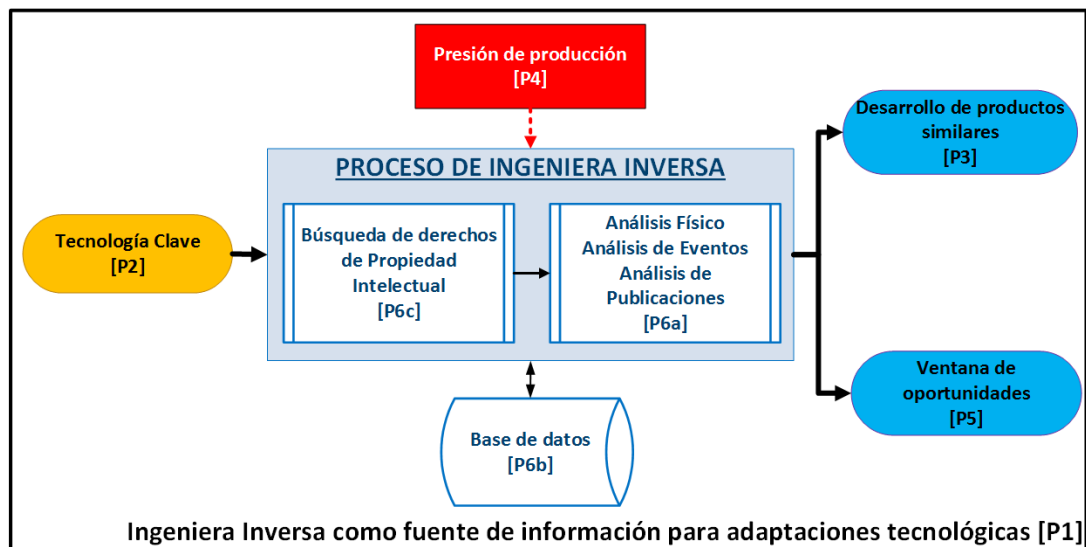 Presión de producción
[P4]
PROCESO DE INGENIERA INVERSA
Tecnología Clave
[P2]
Búsqueda de derechos
de Propiedad
Intelectual
[P6c]
Análisis Físico
Análisis de Eventos
Análisis de
Publicaciones
[P6a]
Desarrollo de productos
similares
[P3]
Ventana de
oportunidades
[P5]
Base de datos
[P6b]
Ingeniera Inversa como fuente de información para adaptaciones tecnológicas [P1]